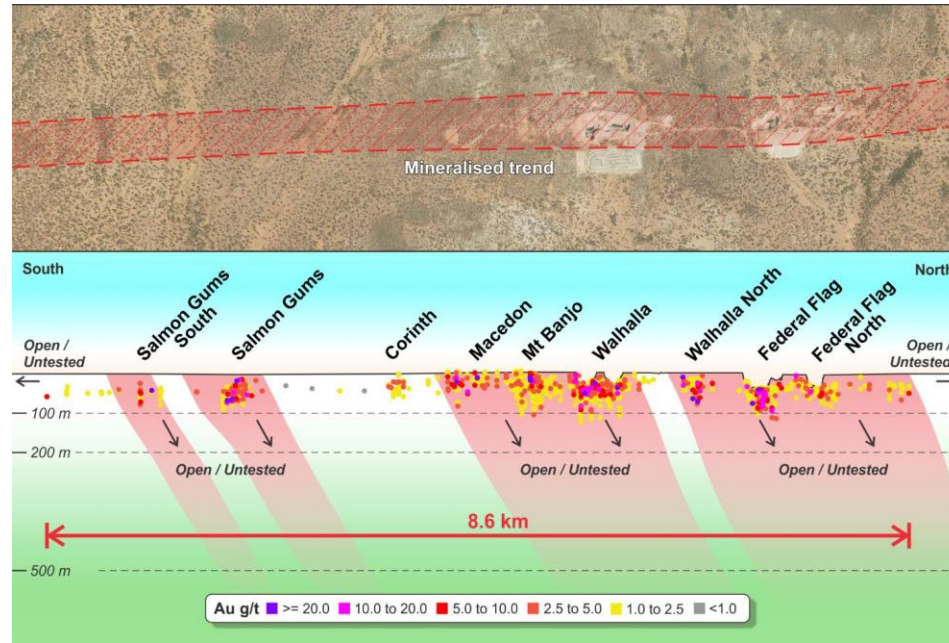 Mineralised trend
South
North
Salmon Gums
South
Salmon Gums
Corinth
Macedon
Mt Banjo
Walhalla
Walhalla North
Federal Flag
Federal Flag
North
Open /
Untested
Open /
Untested
100 m
200 m
Open / Untested
Open / Untested
Open / Untested
8.6 km
500 m
Au g/t >= 20.0 10.0 to 20.0 5.0 to 10.0 2.5 to 5.0 1.0 to 2.5 <1.0